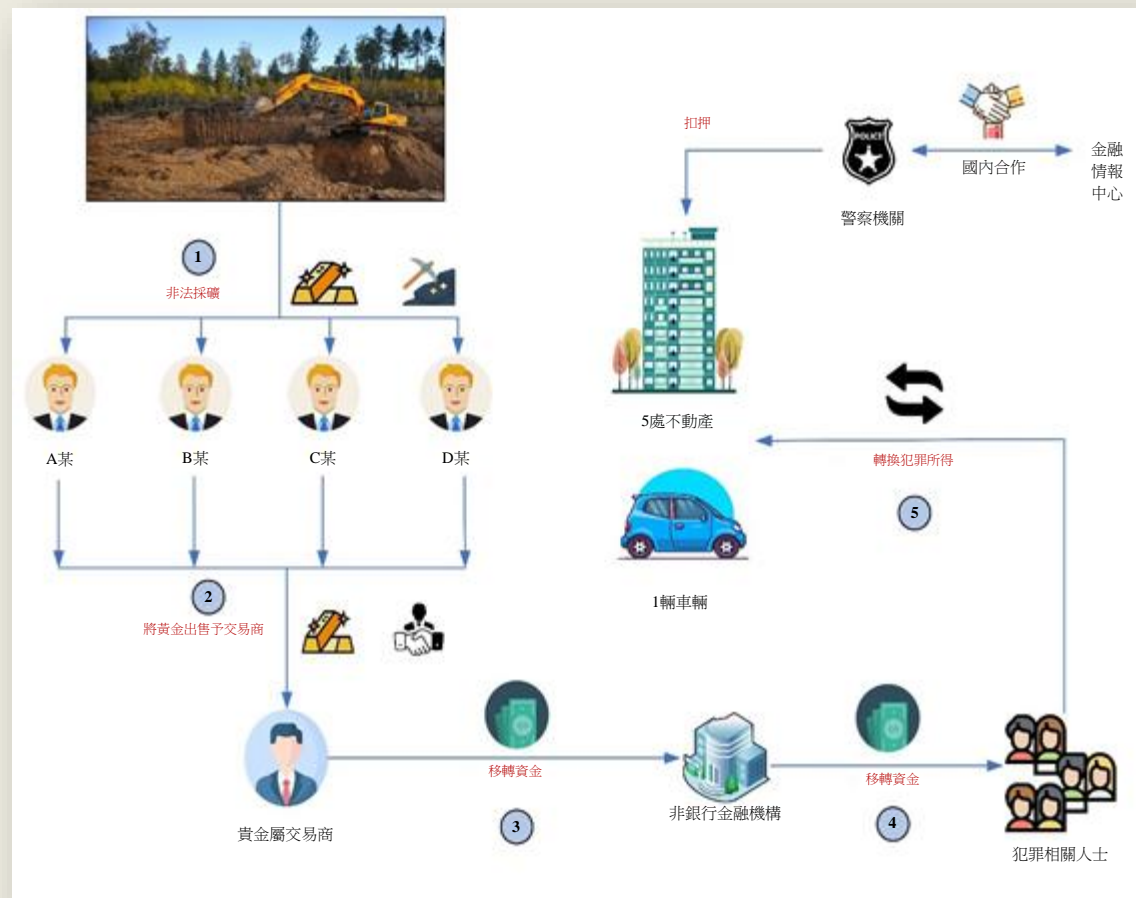 1
非法採礦
A某
B某
C某
D某
2
將黃金出售予交易商
貴金屬交易商
移轉資金
3
非銀行金融機構
移轉資金
4
犯罪相關人士
5
轉換犯罪所得
1輛車輛
5處不動產
扣押
POLICE
警察機關
國內合作
金融
情報
中心